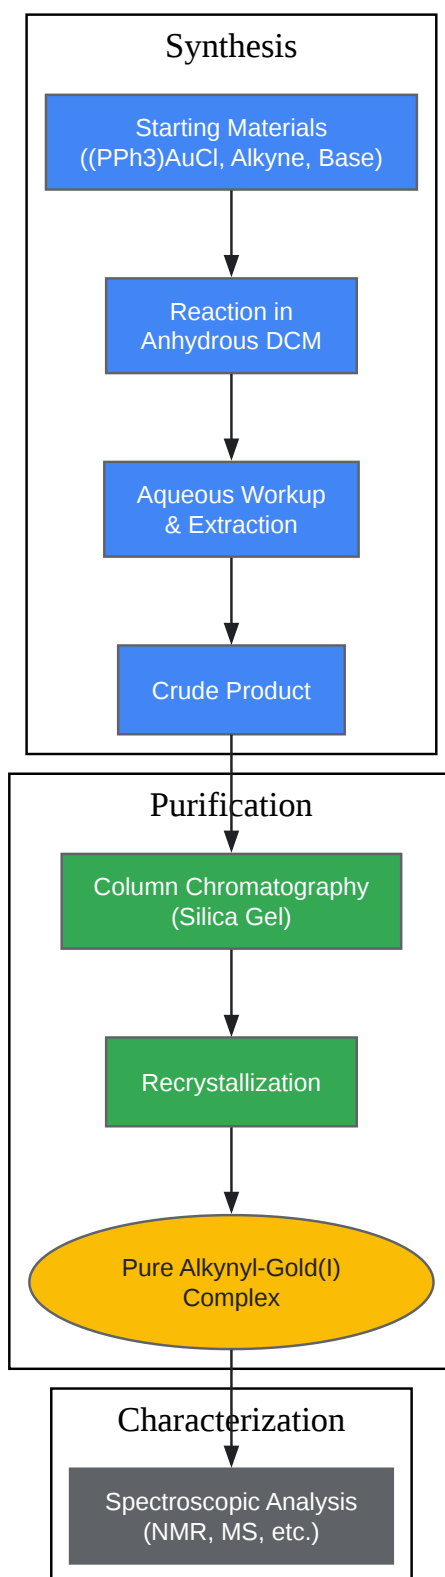 Synthesis
Starting Materials
((PPh3)AuCl, Alkyne, Base)
Reaction in
Anhydrous DCM
Aqueous Workup
& Extraction
Crude Product
Purification
Column Chromatography
(Silica Gel)
Recrystallization
Pure Alkynyl-Gold(I)
Complex
Characterization
Spectroscopic Analysis
(NMR, MS, etc.)